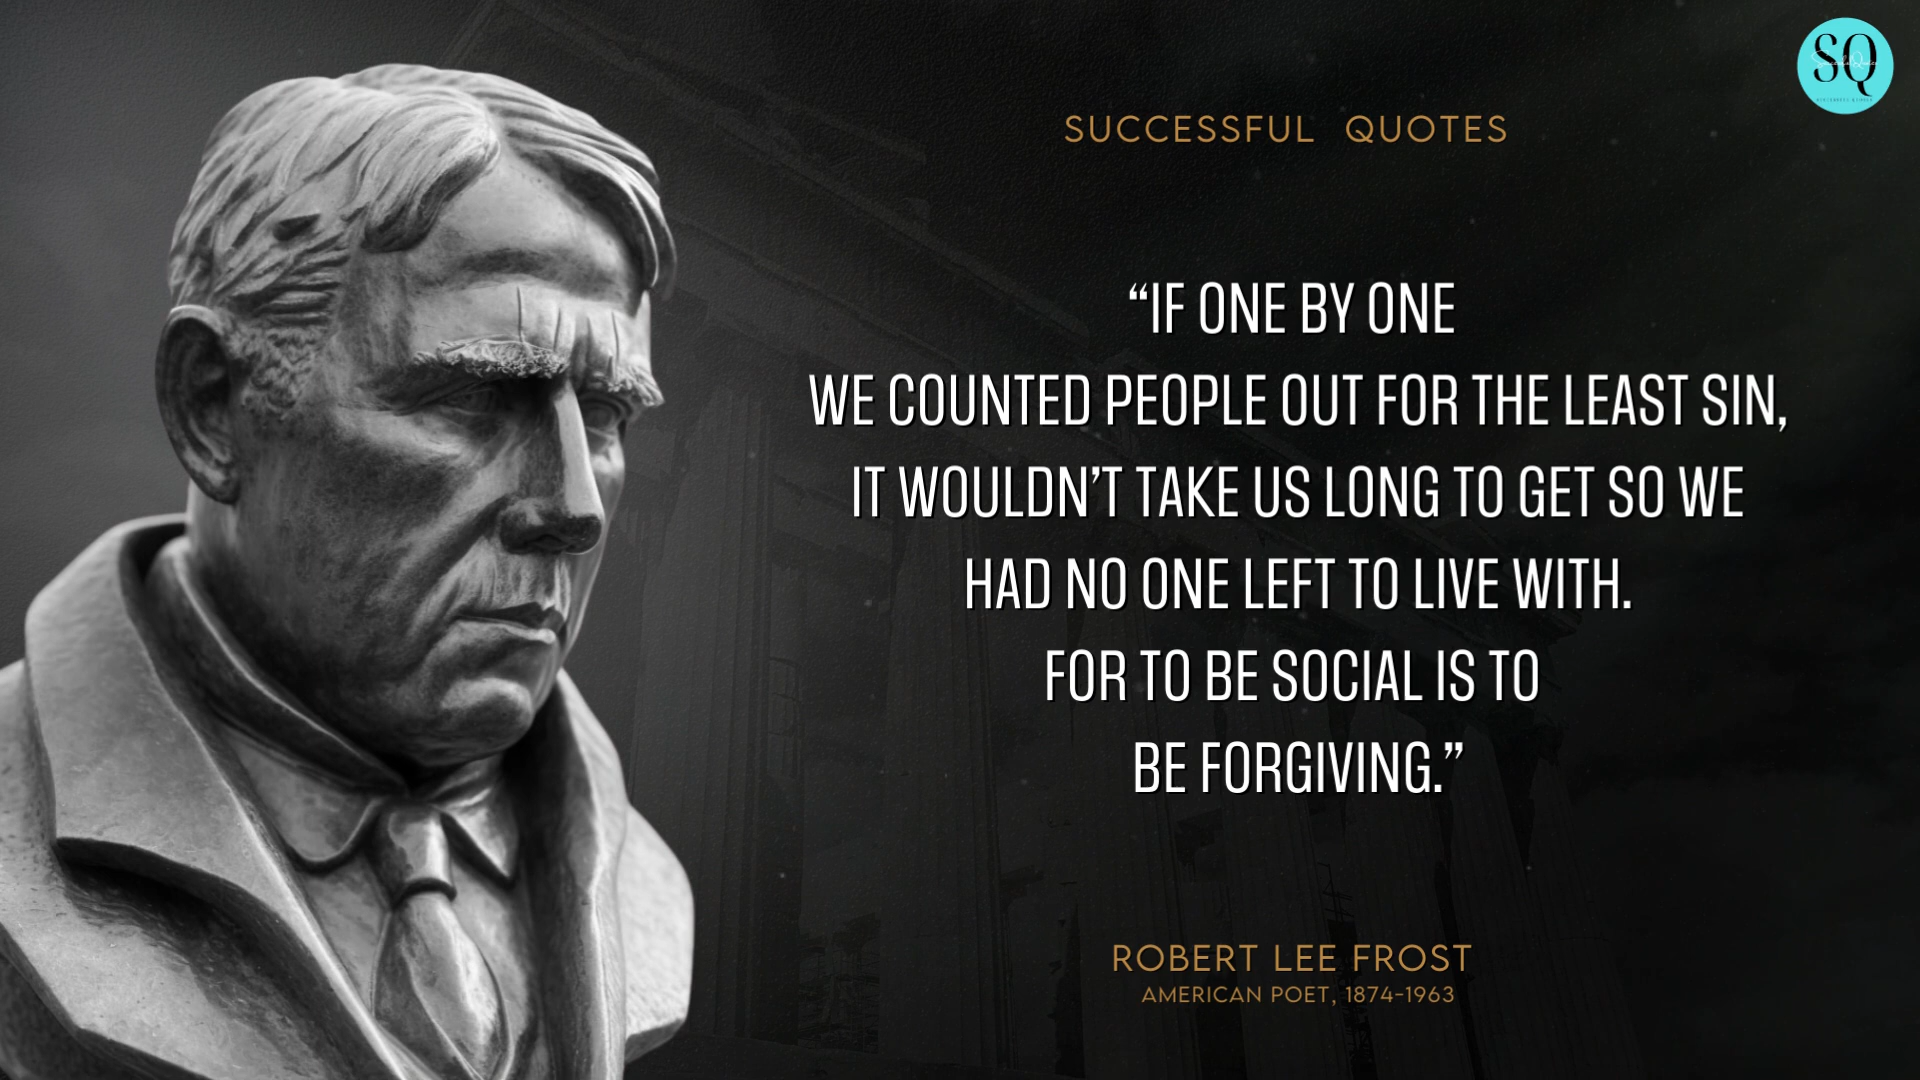 SQ
SUCCESSFUL QUOTES
“IF ONE BY ONE
WE COUNTED PEOPLE OUT FOR THE LEAST SIN,
IT WOULDN’T TAKE US LONG TO GET SO WE
HAD NO ONE LEFT TO LIVE WITH.
FOR TO BE SOCIAL IS TO
BE FORGIVING.”
ROBERT LEE FROST
AMERICAN POET, 1874-1963